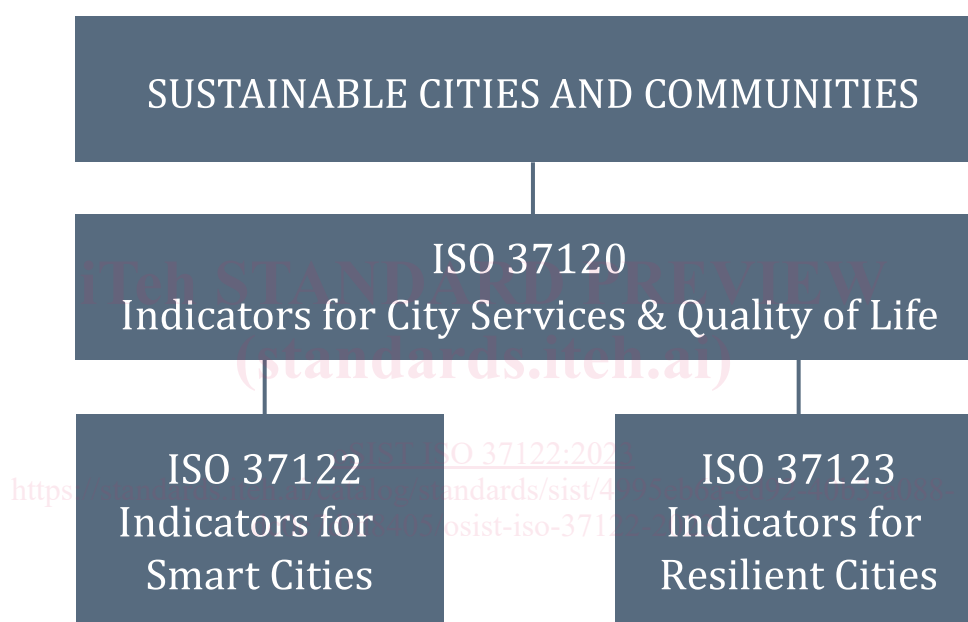 SUSTAINABLE CITIES AND COMMUNITIES
ISO 37120
iTeh STANDARD PREVIEW
Indicators for City Services & Quality of Life
(standards.iteh.ai)
ISO 37122
Indicators for
Smart Cities
ISO 37123
Indicators for
Resilient Cities
ISO 37122:2021
https